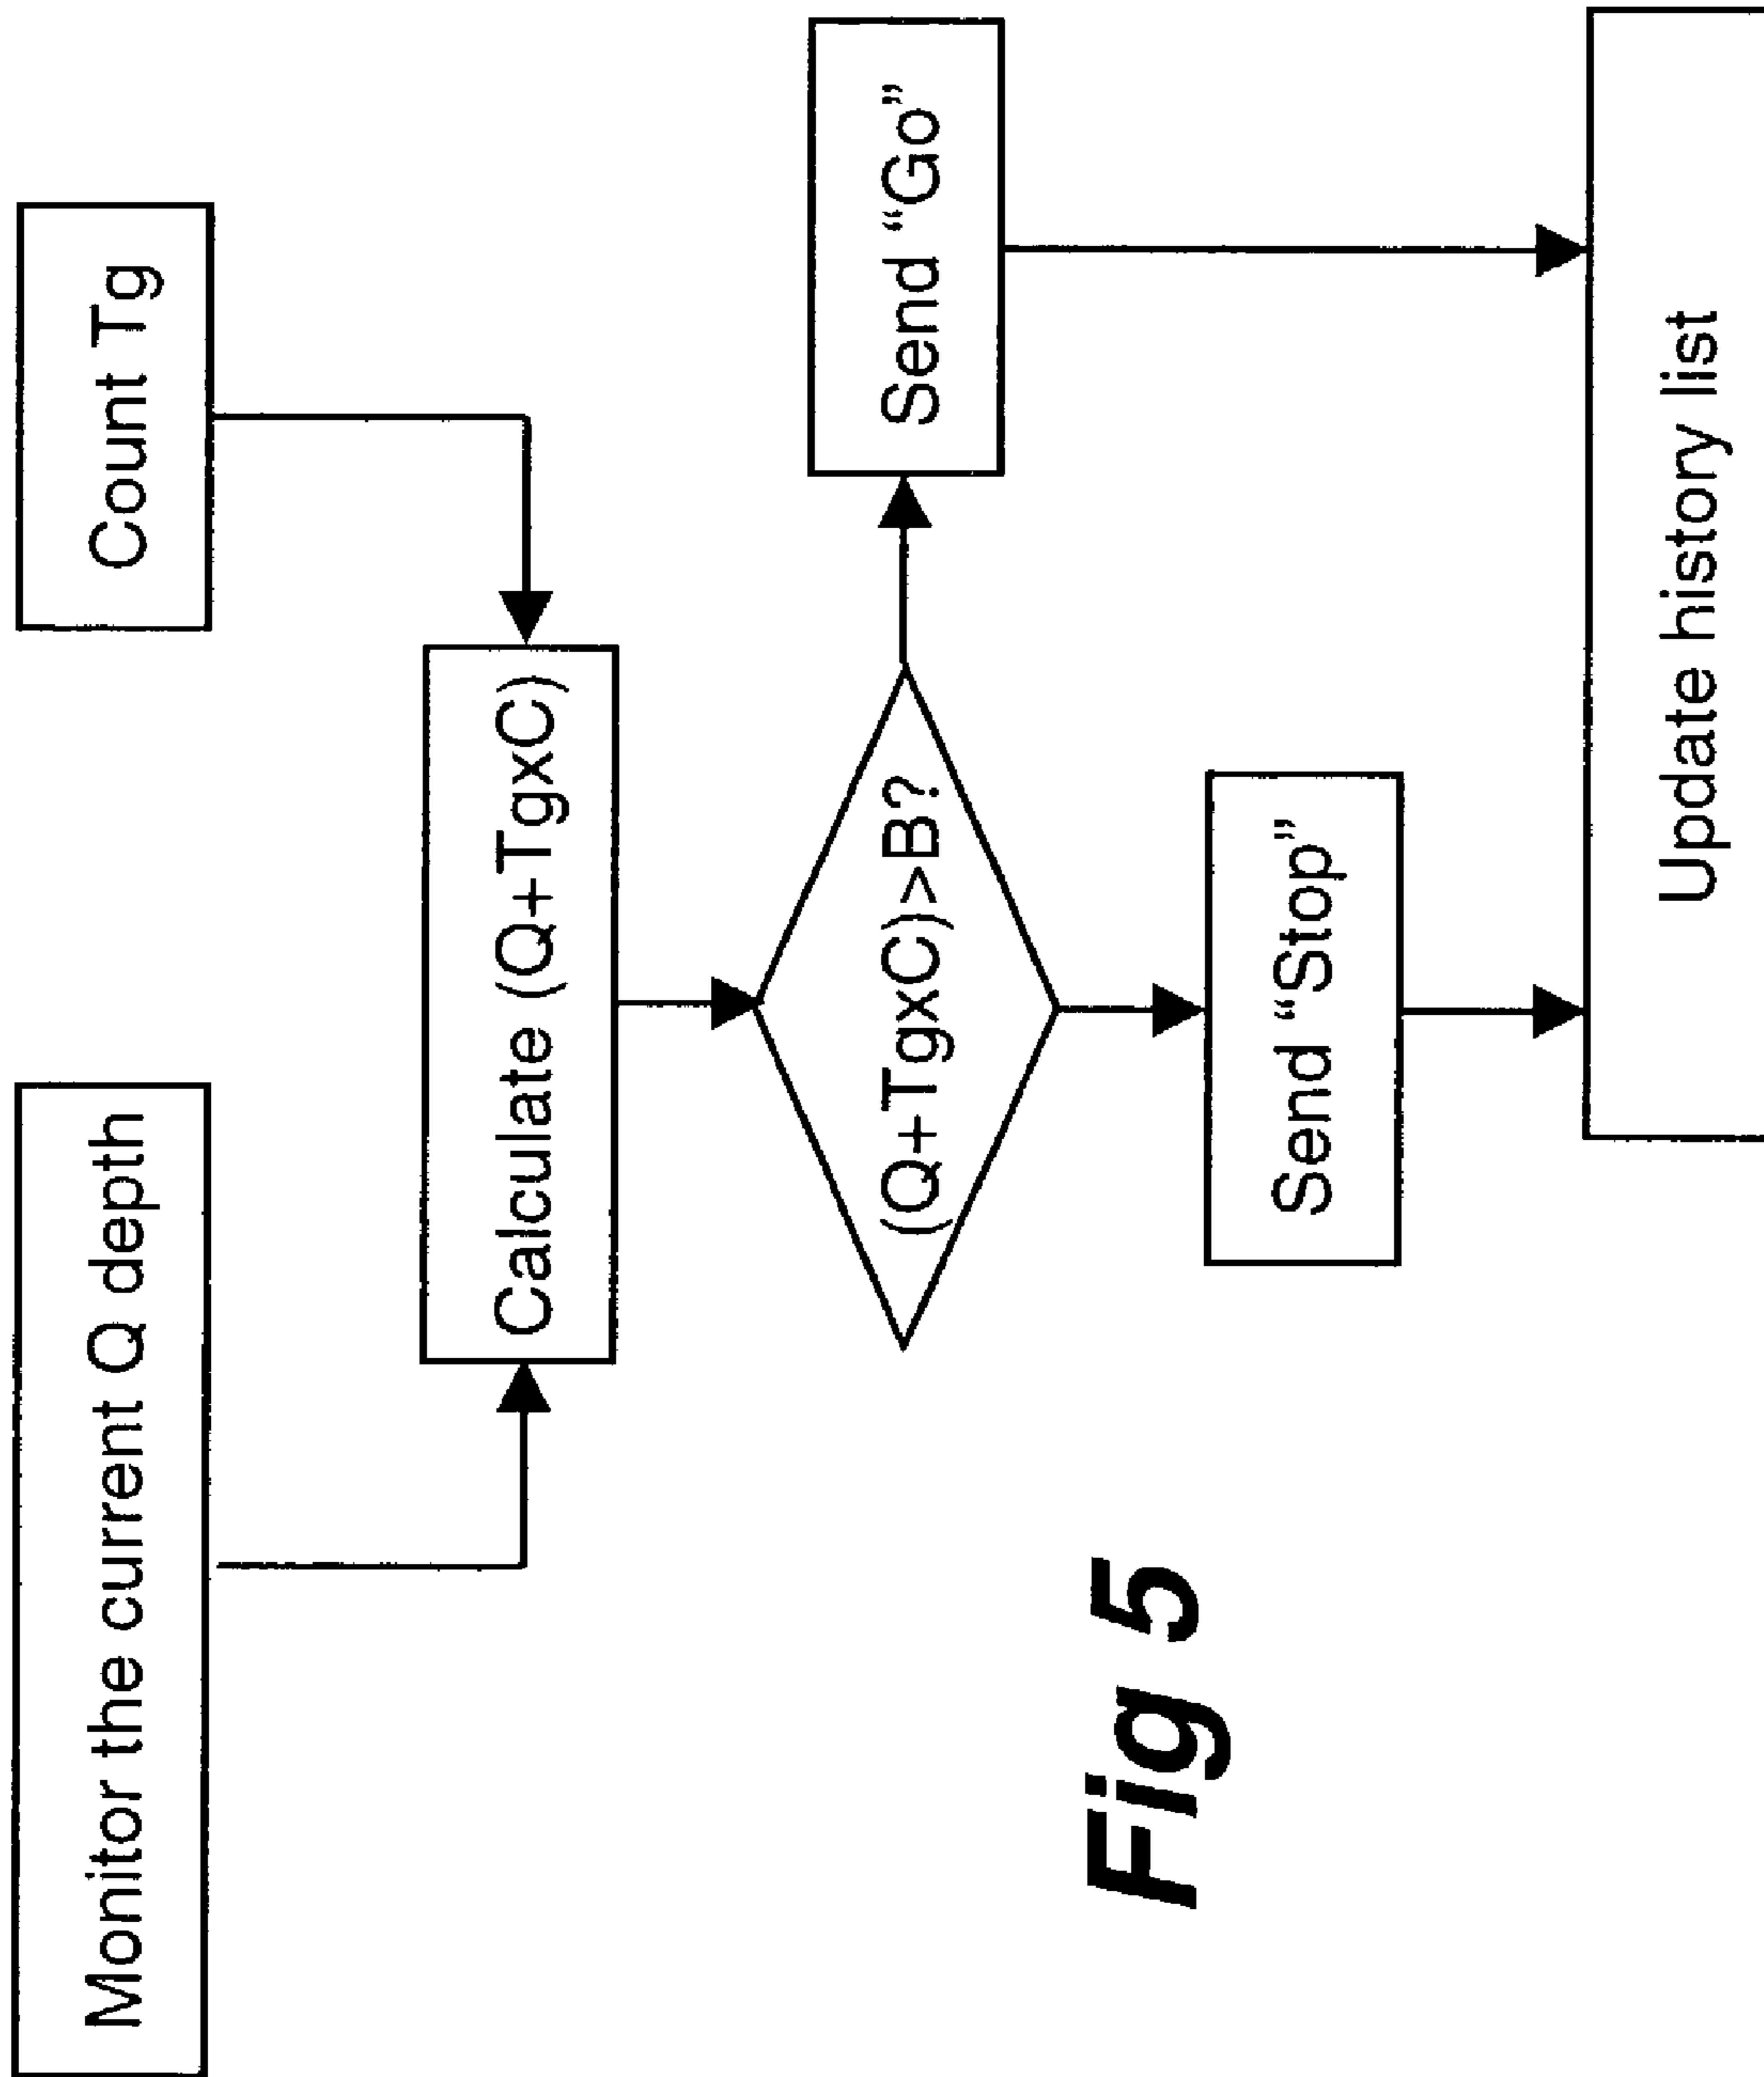 Monitor the current Q depth
Count Tg
Calculate (Q+TgxC)
(Q+TgxC)>B?
Send “Go”
Send “Stop”
Update history list
Fig 5